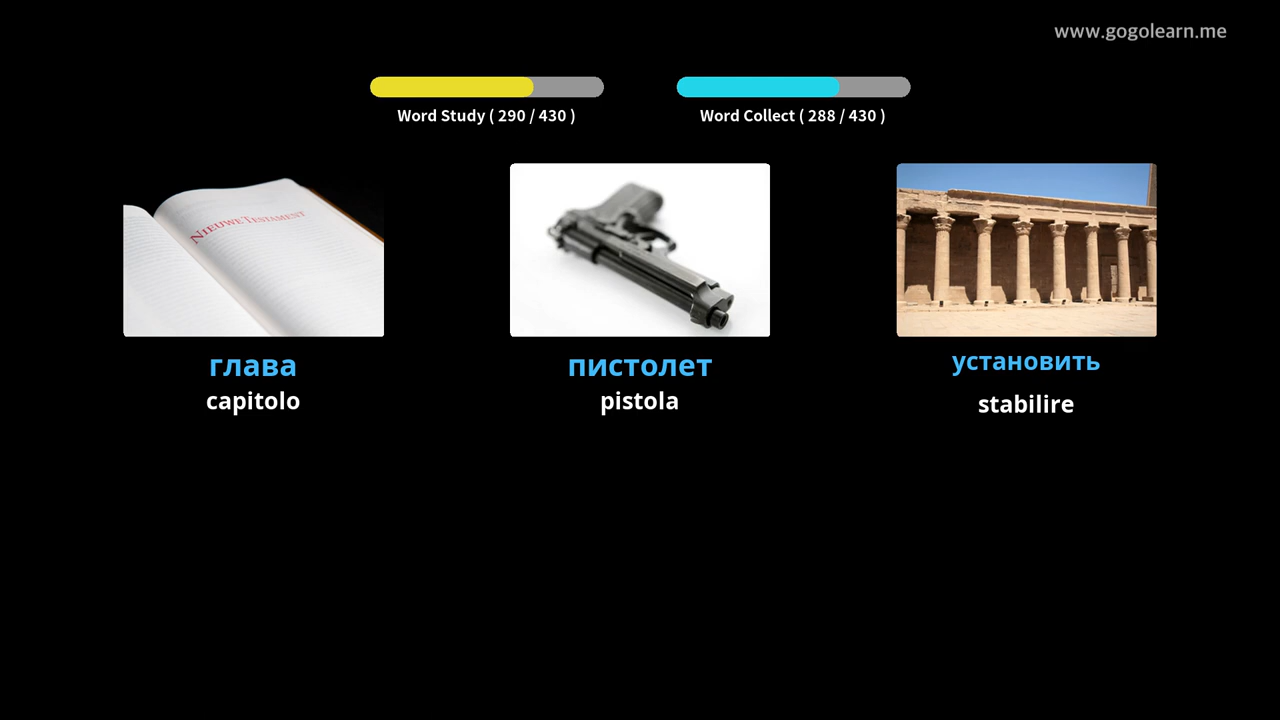 www.gogolearn.me
Word Study ( 290 / 430 )
Word Collect ( 288 / 430 )
NIEUWE TESTAMENT
глава
capitolo
пистолет
pistola
установить
stabilire